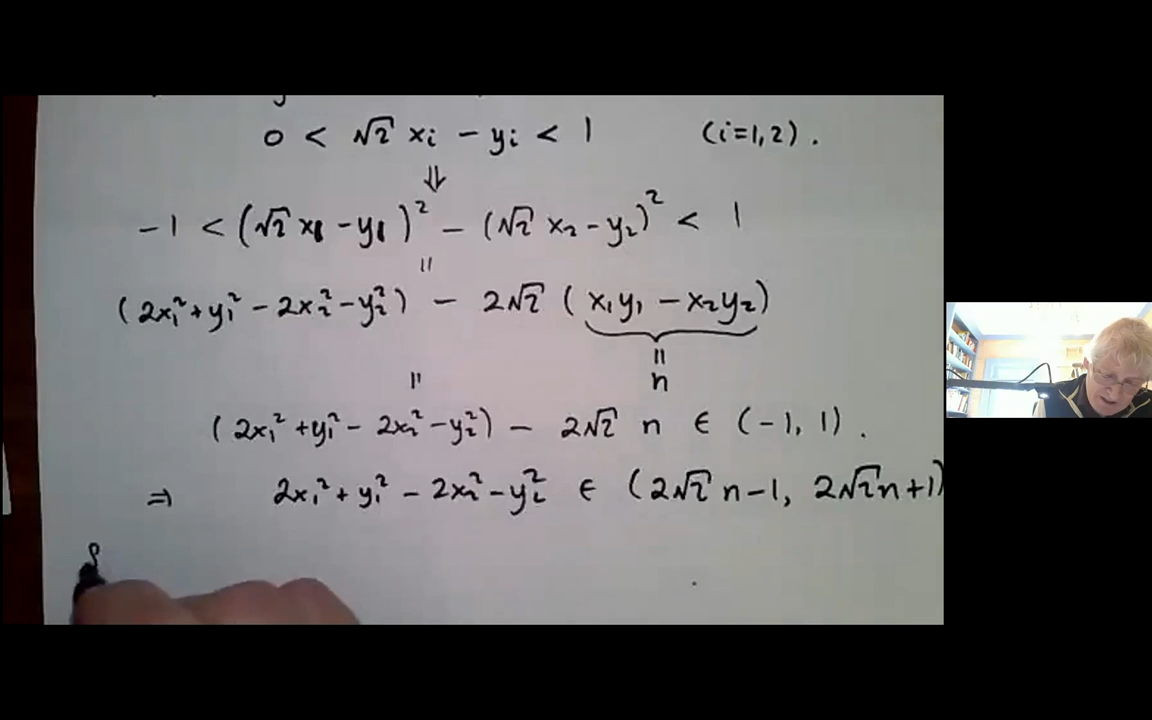 0 < √2 xᵢ - yᵢ < 1 (i=1,2).
⇓
-1 < (√2 x₁ - y₁)² - (√2 x₂ - y₂)² < 1
||
(2x₁² + y₁² - 2x₂² - y₂²) - 2√2 (x₁y₁ - x₂y₂)
||
n
||
(2x₁² + y₁² - 2x₂² - y₂²) - 2√2 n ∈ (-1, 1).
⇒ 2x₁² + y₁² - 2x₂² - y₂² ∈ (2√2 n - 1, 2√2 n + 1)